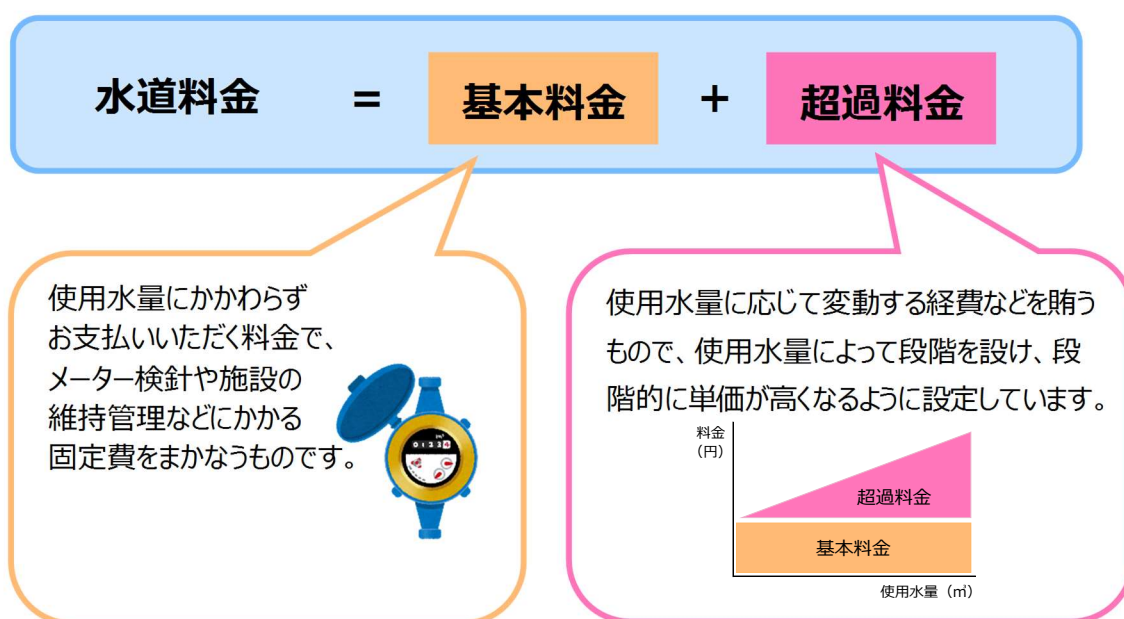 水道料金 = 基本料金 + 超過料金
使用水量にかかわらず
お支払いいただく料金で、
メーター検針や施設の
維持管理などにかかる
固定費をまかなうものです。
使用水量に応じて変動する経費などを賄う
もので、使用水量によって段階を設け、段
階的に単価が高くなるように設定しています。
料金
(円)
超過料金
基本料金
使用水量(㎥)